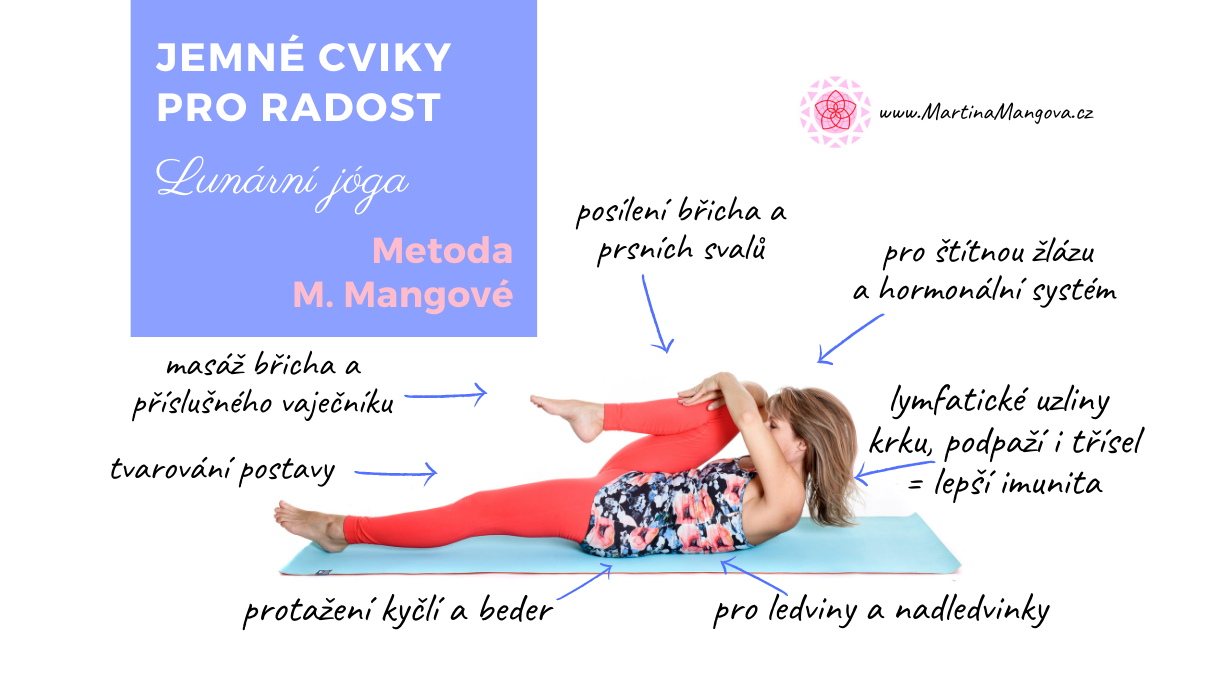 JEMNÉ CVIKY
PRO RADOST
Lunární jóga
Metoda
M. Mangové
www.MartinaMangova.cz
posílení břicha a
prsních svalů
pro štítnou žlázu
a hormonální systém
masáž břicha a
příslušného vaječníku
lymfatické uzliny
krku, podpaží i třísel
= lepší imunita
tvarování postavy
protažení kyčlí a beder
pro ledviny a nadledvinky